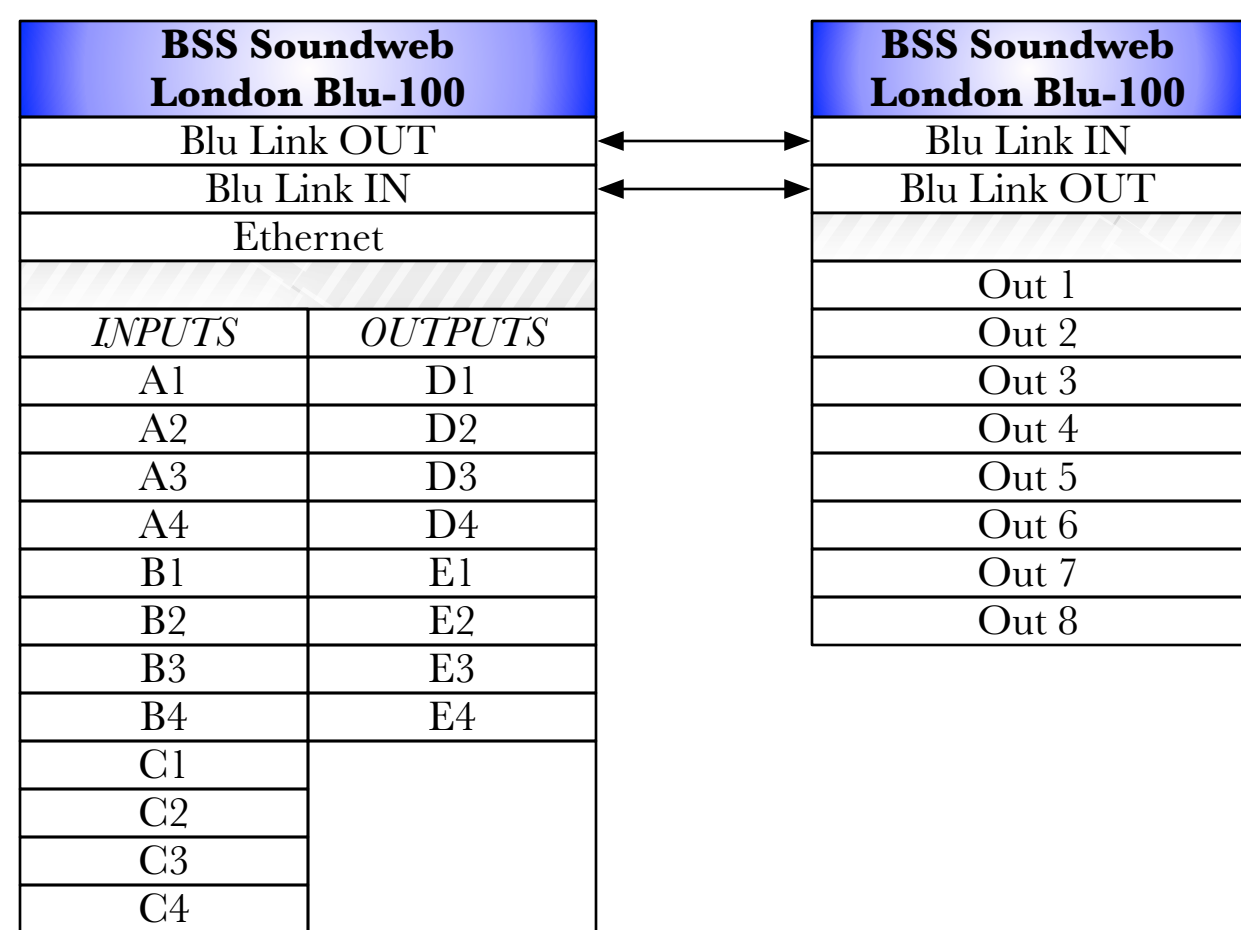 BSS Soundweb
London Blu-100
Blu Link OUT
Blu Link IN
Ethernet
INPUTS OUTPUTS
A1 D1
A2 D2
A3 D3
A4 D4
B1 E1
B2 E2
B3 E3
B4 E4
C1
C2
C3
C4
BSS Soundweb
London Blu-100
Blu Link IN
Blu Link OUT
Out 1
Out 2
Out 3
Out 4
Out 5
Out 6
Out 7
Out 8